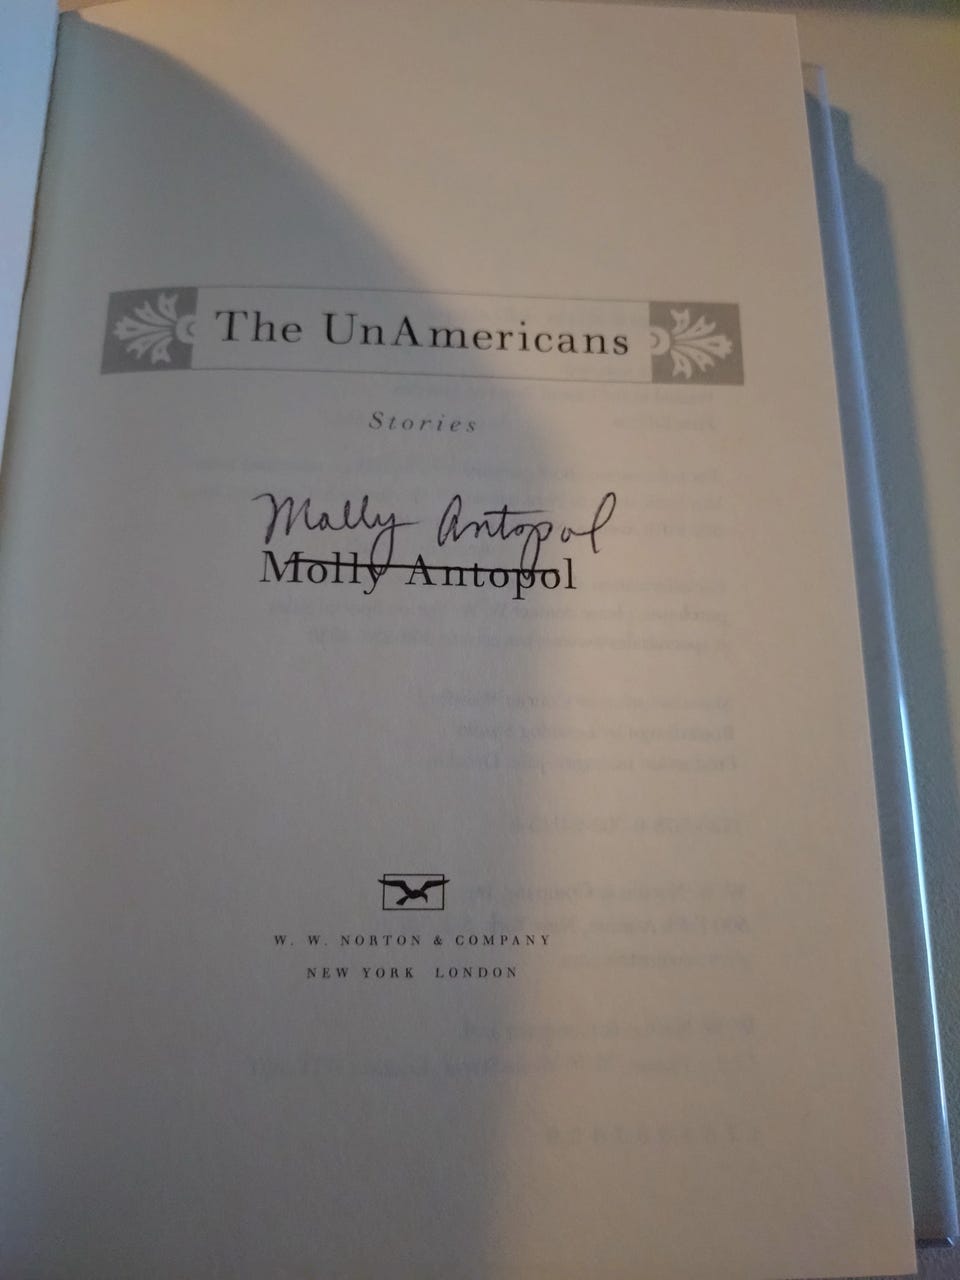 The UnAmericans
Stories
Molly Antopol
Molly Antopol
W. W. NORTON & COMPANY
NEW YORK LONDON